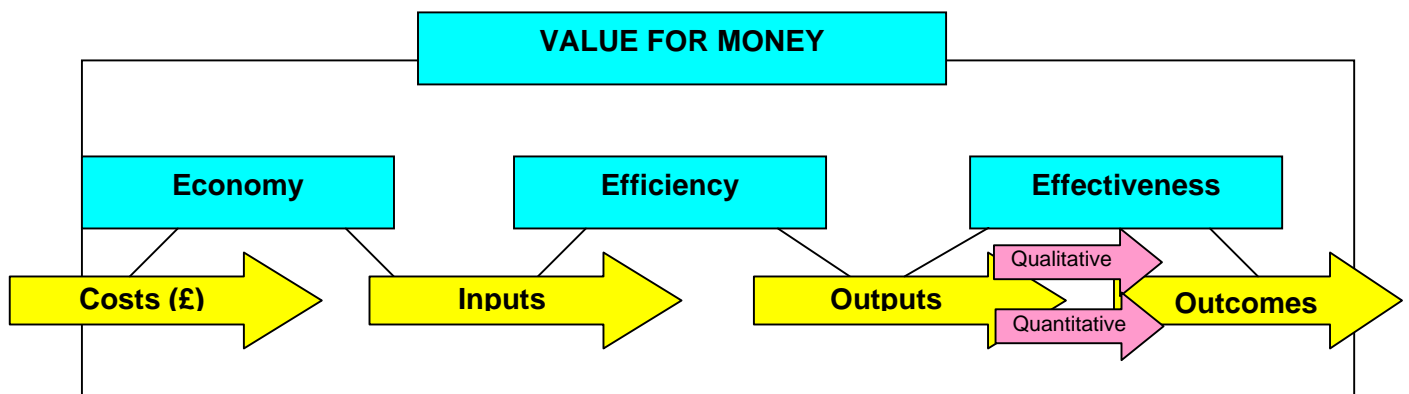 VALUE FOR MONEY
Economy
Efficiency
Effectiveness
Qualitative
Costs (£)
Inputs
Outputs
Outcomes
Quantitative